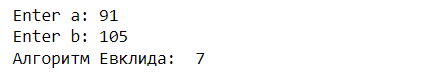 Enter a: 91
Enter b: 105
Алгоритм Евклида:  7